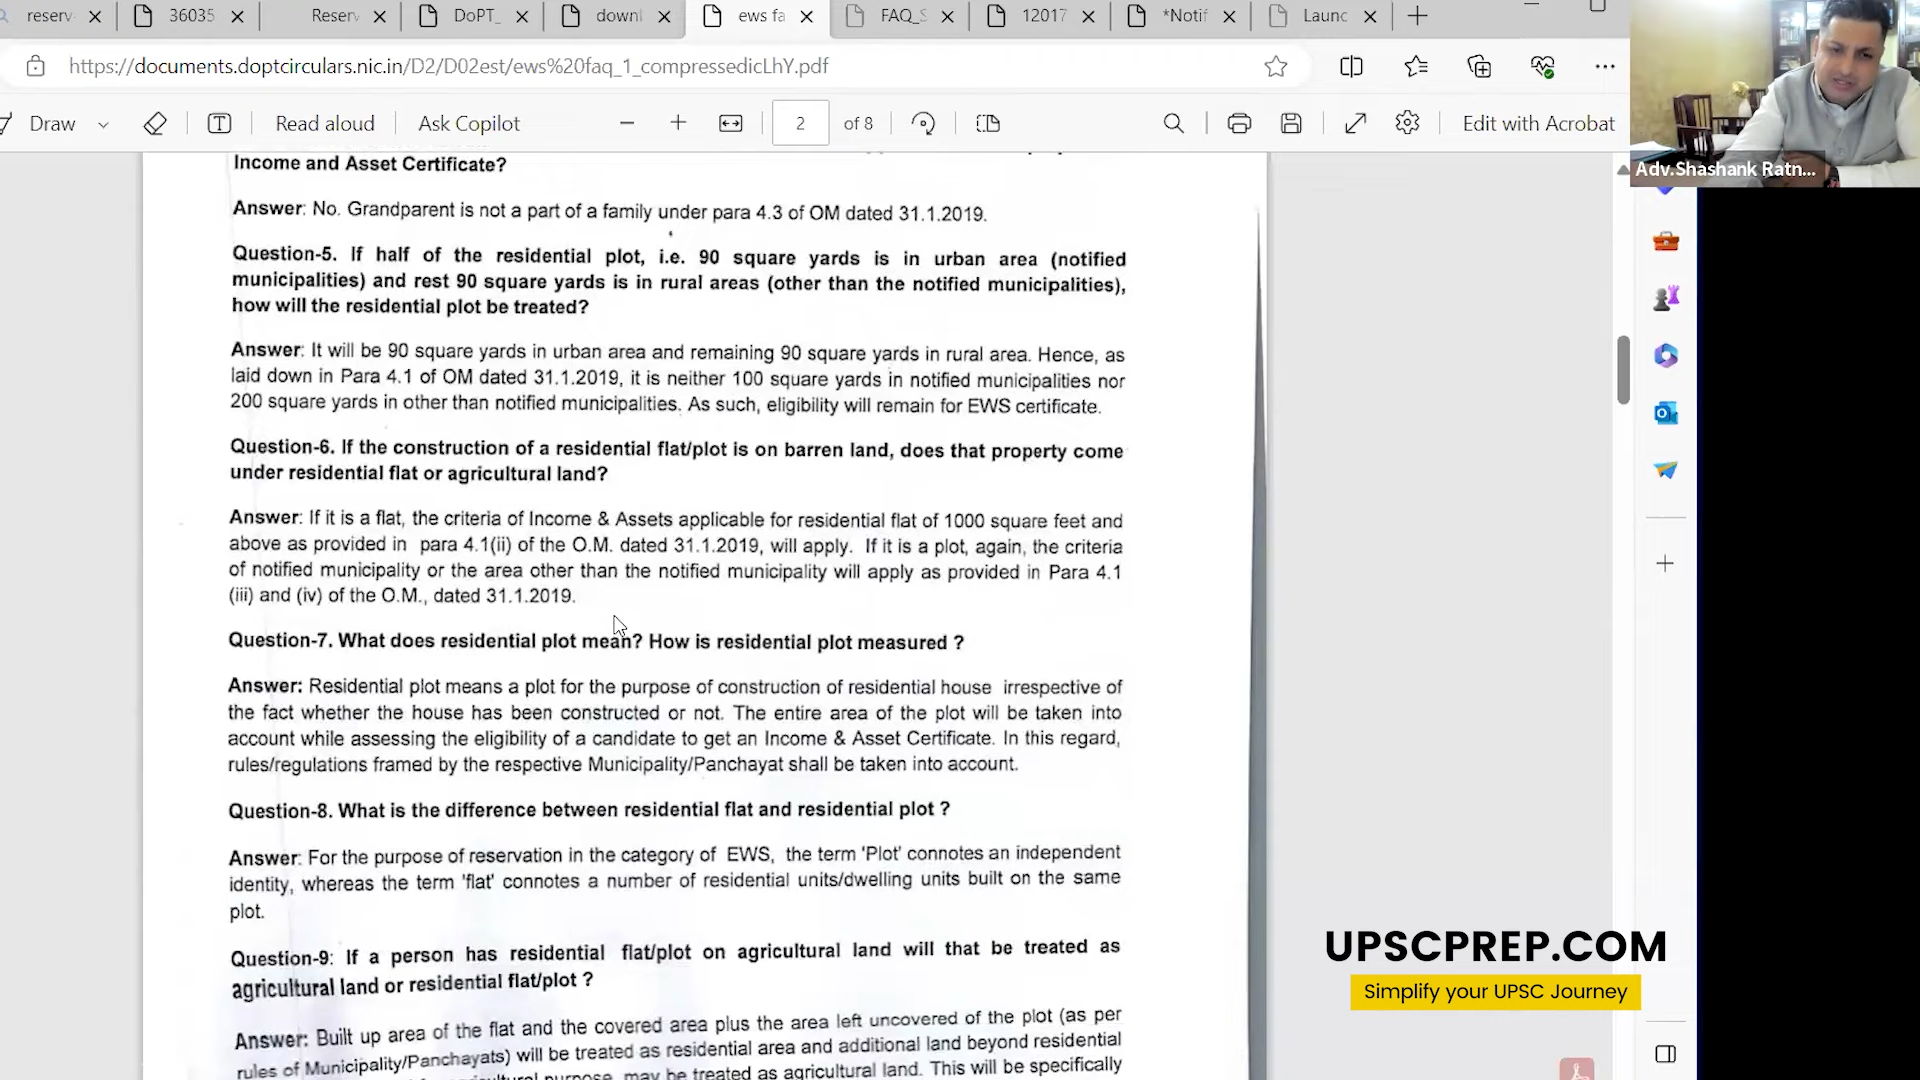 reserv
36035
Reserv
DoPT_
downl
ews fa
FAQ_S
12017
*Notif
Launc
https://documents.doptcirculars.nic.in/D2/D02est/ews%20faq_1_compressedicLhY.pdf
Draw
Read aloud
Ask Copilot
2
of 8
Edit with Acrobat
Adv.Shashank Ratn...
Income and Asset Certificate?
Answer: No. Grandparent is not a part of a family under para 4.3 of OM dated 31.1.2019.
Question-5. If half of the residential plot, i.e. 90 square yards is in urban area (notified
municipalities) and rest 90 square yards is in rural areas (other than the notified municipalities),
how will the residential plot be treated?
Answer: It will be 90 square yards in urban area and remaining 90 square yards in rural area. Hence, as
laid down in Para 4.1 of OM dated 31.1.2019, it is neither 100 square yards in notified municipalities nor
200 square yards in other than notified municipalities. As such, eligibility will remain for EWS certificate.
Question-6. If the construction of a residential flat/plot is on barren land, does that property come
under residential flat or agricultural land?
Answer: If it is a flat, the criteria of Income & Assets applicable for residential flat of 1000 square feet and
above as provided in para 4.1(ii) of the O.M. dated 31.1.2019, will apply. If it is a plot, again, the criteria
of notified municipality or the area other than the notified municipality will apply as provided in Para 4.1
(iii) and (iv) of the O.M., dated 31.1.2019.
Question-7. What does residential plot mean? How is residential plot measured ?
Answer: Residential plot means a plot for the purpose of construction of residential house irrespective of
the fact whether the house has been constructed or not. The entire area of the plot will be taken into
account while assessing the eligibility of a candidate to get an Income & Asset Certificate. In this regard,
rules/regulations framed by the respective Municipality/Panchayat shall be taken into account.
Question-8. What is the difference between residential flat and residential plot ?
Answer: For the purpose of reservation in the category of EWS, the term 'Plot' connotes an independent
identity, whereas the term 'flat' connotes a number of residential units/dwelling units built on the same
plot.
Question-9: If a person has residential flat/plot on agricultural land will that be treated as
agricultural land or residential flat/plot ?
Answer: Built up area of the flat and the covered area plus the area left uncovered of the plot (as per
rules of Municipality/Panchayats) will be treated as residential area and additional land beyond residential
purpose, may be treated as agricultural land. This will be specifically
UPSCPREP.COM
Simplify your UPSC Journey